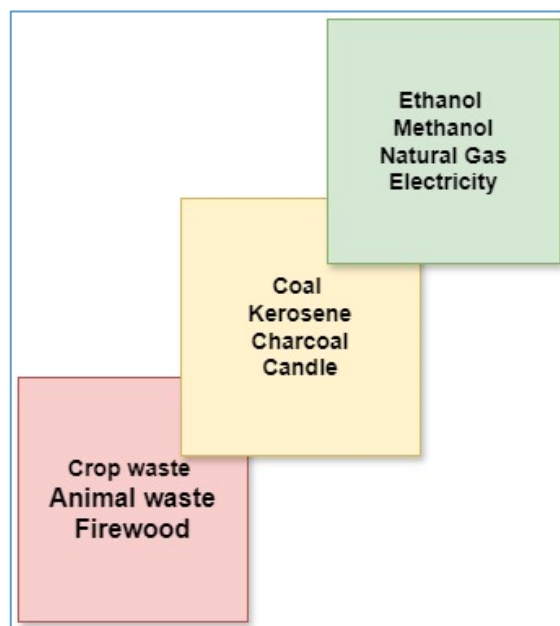 Ethanol
Methanol
Natural Gas
Electricity
Coal
Kerosene
Charcoal
Candle
Crop waste
Animal waste
Firewood